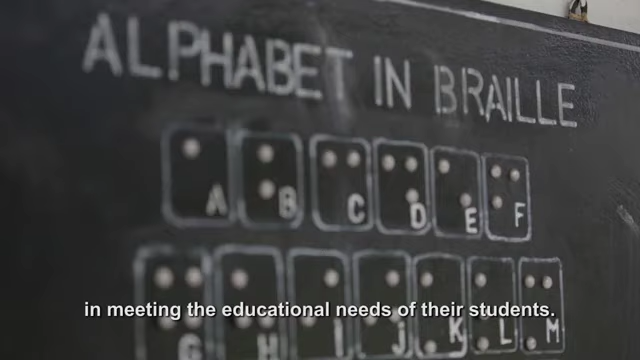 ALPHABET IN BRAILLE
A B C D E F
G H I J K L M
in meeting the educational needs of their students.